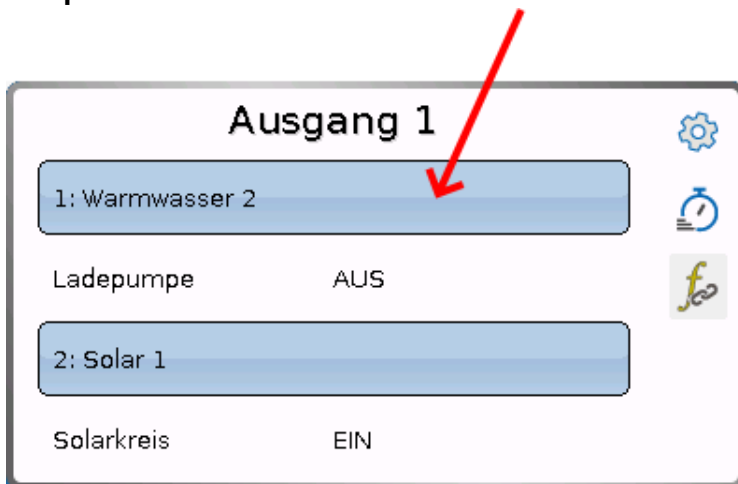 Ausgang 1
1: Warmwasser 2
Ladepumpe AUS
2: Solar 1
Solarkreis EIN